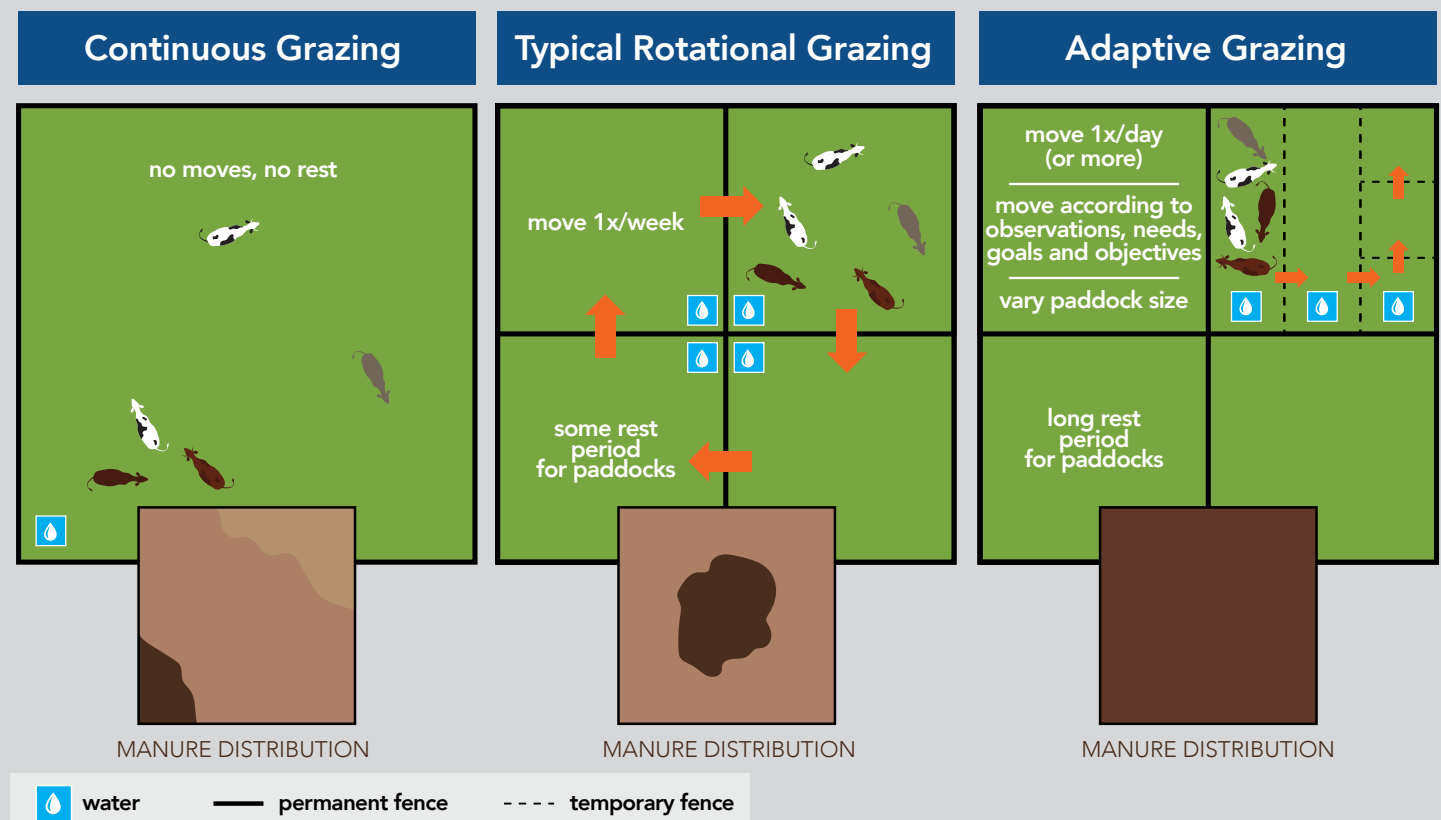 Continuous Grazing
no moves, no rest
MANURE DISTRIBUTION
Typical Rotational Grazing
move 1x/week
some rest
period
for paddocks
MANURE DISTRIBUTION
Adaptive Grazing
move 1x/day
(or more)
move according to
observations, needs,
goals and objectives
vary paddock size
long rest
period
for paddocks
MANURE DISTRIBUTION
water
permanent fence
temporary fence